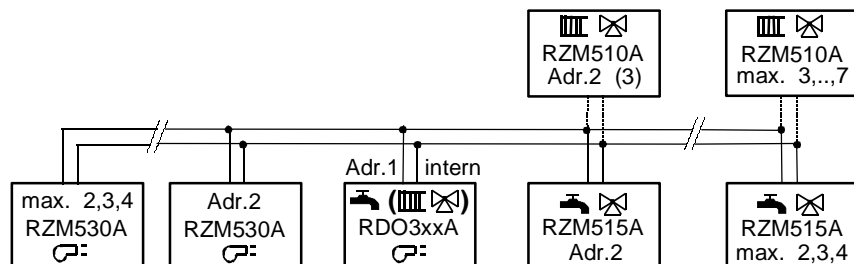 RZM510A
Adr.2 (3)
RZM510A
max. 3,..,7
Adr.1 intern
max. 2,3,4
RZM530A
Adr.2
RZM530A
( )
RDO3xxA
RZM515A
Adr.2
RZM515A
max. 2,3,4